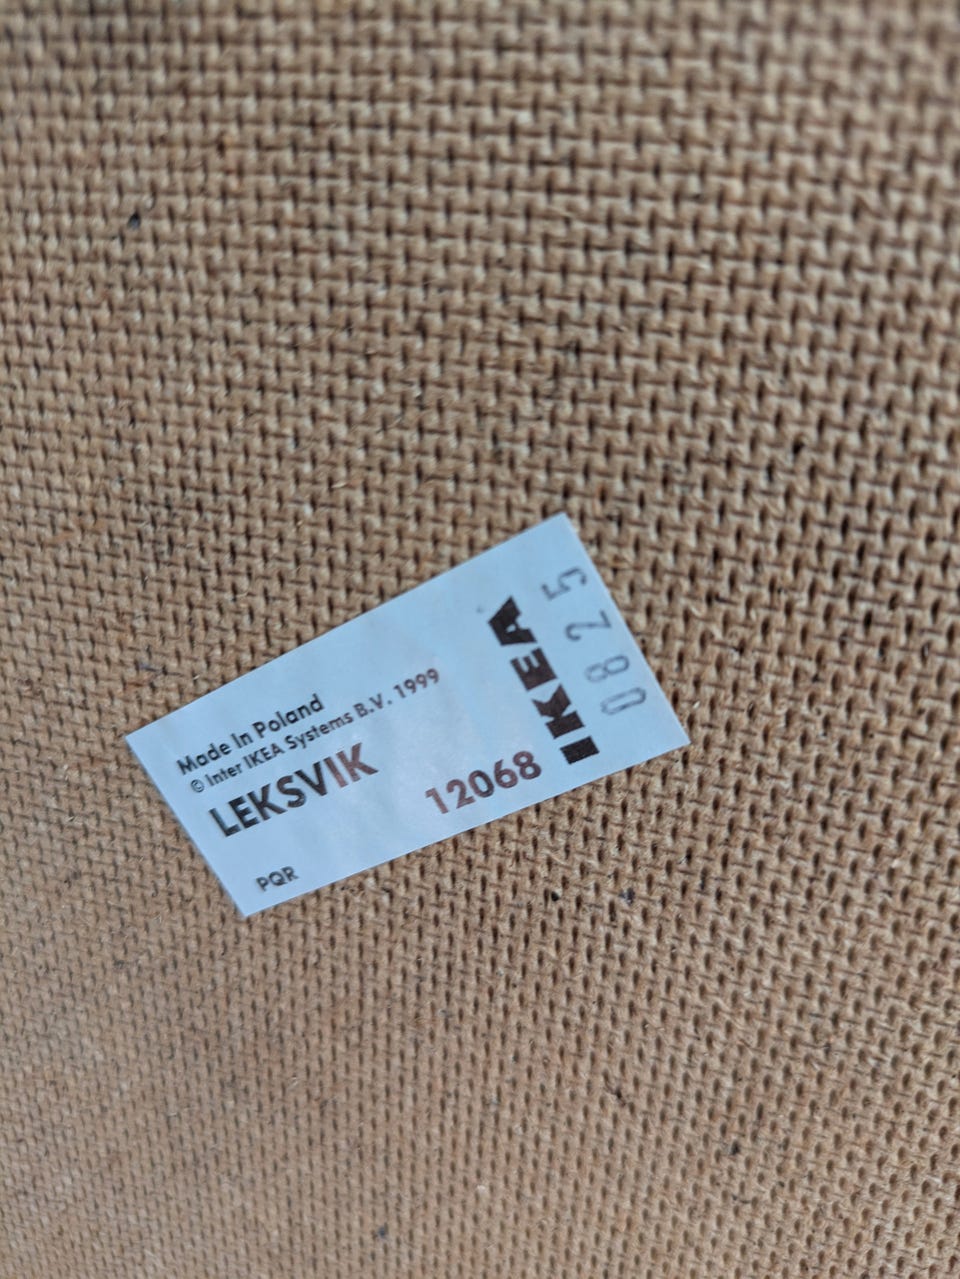 Made In Poland
© Inter IKEA Systems B.V. 1999
LEKSVIK
12068
PQR
IKEA
0825